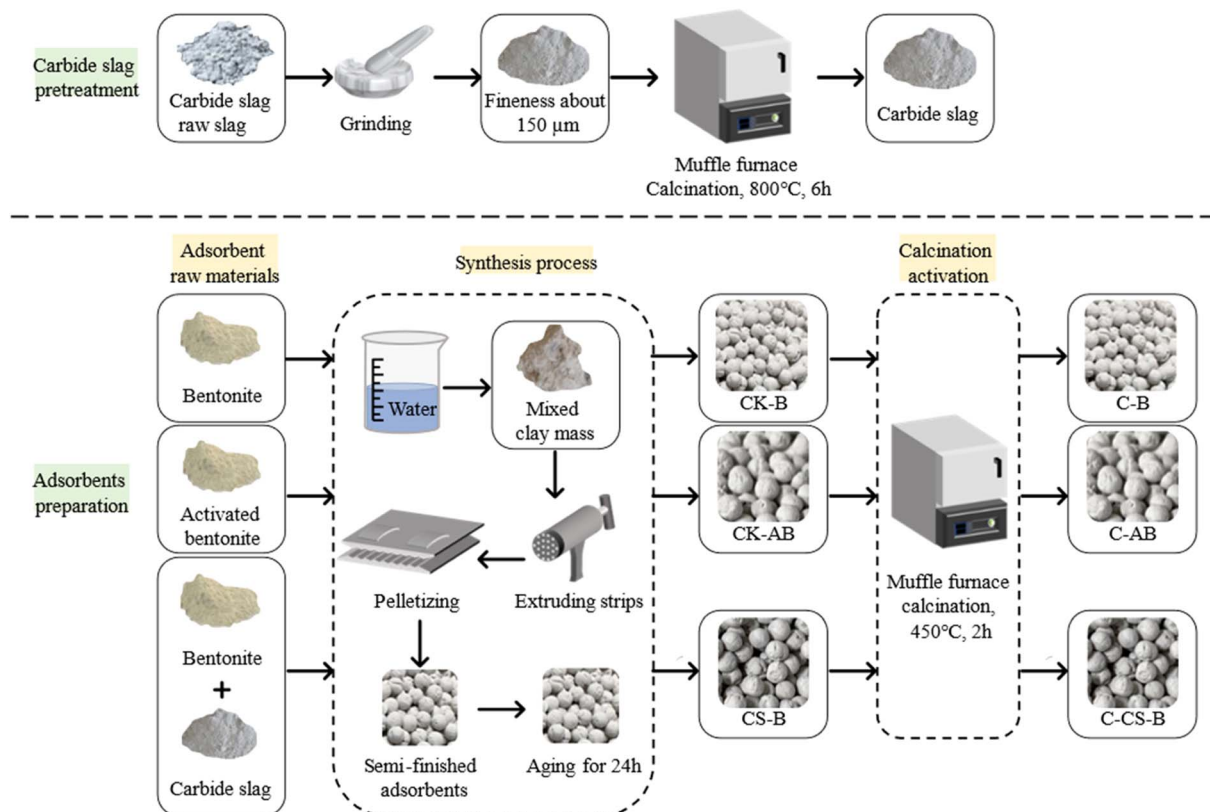 Carbide slag
pretreatment
Carbide slag
raw slag
Grinding
Fineness about
150 µm
Muffle furnace
Calcination, 800℃, 6h
Carbide slag
Adsorbent
raw materials
Synthesis process
Calcination
activation
Adsorbents
preparation
Bentonite
Activated
bentonite
Bentonite
+
Carbide slag
Water
Mixed
clay mass
Pelletizing
Extruding strips
Semi-finished
adsorbents
Aging for 24h
CK-B
CK-AB
CS-B
Muffle furnace
calcination,
450℃, 2h
C-B
C-AB
C-CS-B